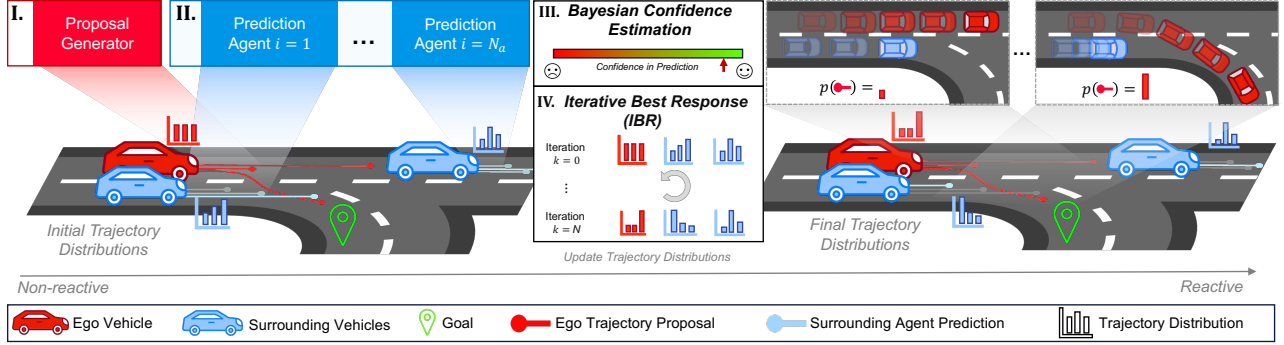 I.
Proposal
Generator
II.
Prediction
Agent i = 1
...
Prediction
Agent i = Nₐ
Initial Trajectory
Distributions
III. Bayesian Confidence
Estimation
Confidence in Prediction
IV. Iterative Best Response
(IBR)
Iteration
k = 0
⋮
Iteration
k = N
Update Trajectory Distributions
p( ) =
...
p( ) =
Final Trajectory
Distributions
Non-reactive
Reactive
Ego Vehicle
Surrounding Vehicles
Goal
Ego Trajectory Proposal
Surrounding Agent Prediction
Trajectory Distribution